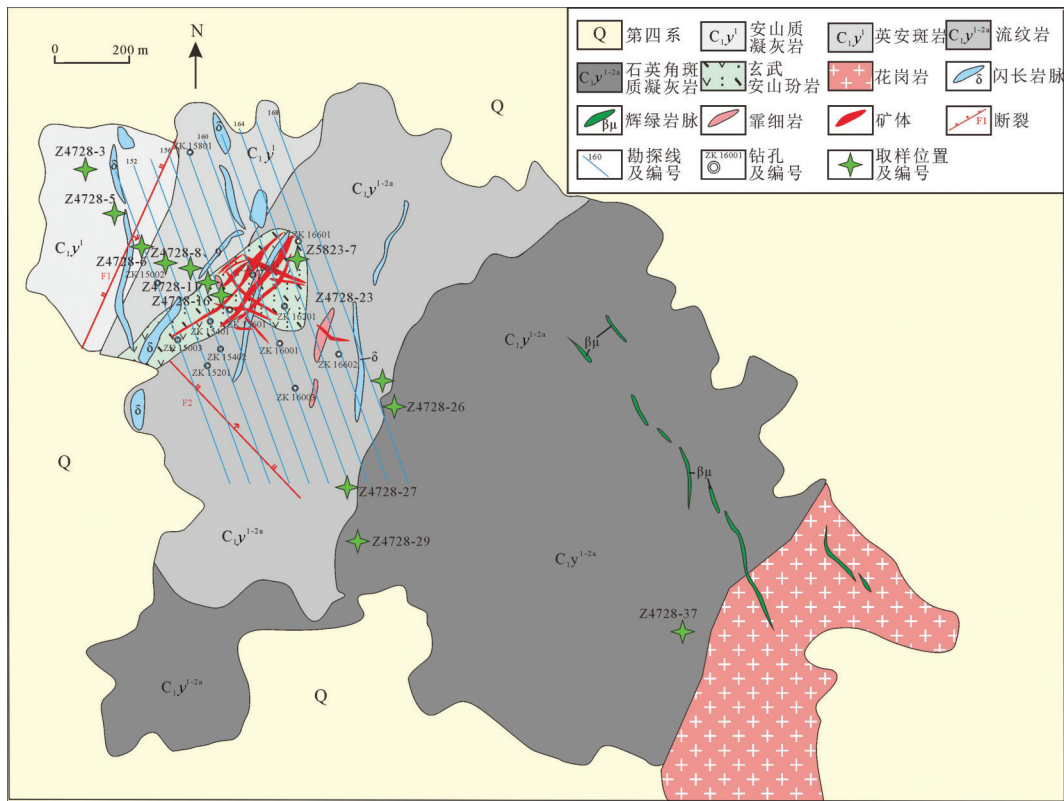 N
0 200 m
Q 第四系
C₁y¹ 安山质凝灰岩
C₁y¹ 英安斑岩
C₁y¹⁻²ᵃ 流纹岩
C₁y¹⁻²ᵃ 石英角斑质凝灰岩
玄武安山玢岩
花岗岩
δ 闪长岩脉
βμ 辉绿岩脉
霏细岩
矿体
F1 断裂
160 勘探线及编号
ZK 16001 钻孔及编号
取样位置及编号
Q
168
164
160
152
δ
ZK 15801
C₁y¹
Z4728-3
δ
C₁y¹⁻²ᵃ
Z4728-5
C₁y¹
ZK 16601
Z4728-8、9
Z5823-7
Z4728-6
F1
ZK 15002
Z4728-11
Z4728-16
Z4728-23
ZK 16201
ZK 15401
C₁y¹⁻²ᵃ
βμ
δ
ZK 15003
ZK 15402
ZK 16001
ZK 16602
δ
ZK 15201
ZK 16003
δ
F2
Z4728-26
Q
βμ
Z4728-27
C₁y¹⁻²ᵃ
Z4728-29
C₁y¹⁻²ᵃ
Z4728-37
C₁y¹⁻²ᵃ
Q